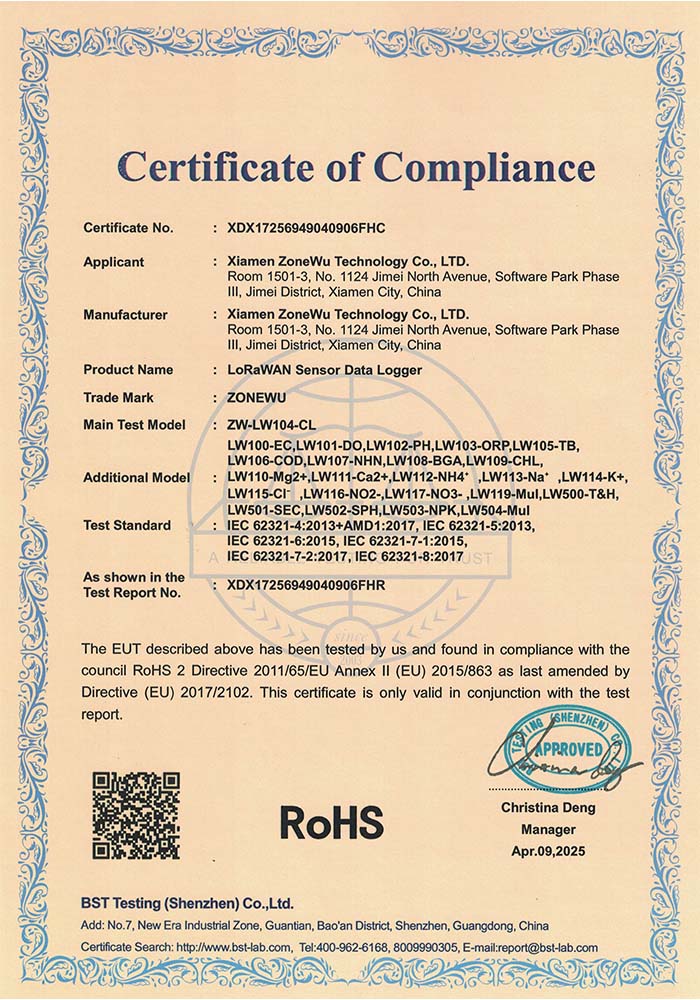 Certificate of Compliance
Certificate No. : XDX17256949040906FHC
Applicant : Xiamen ZoneWu Technology Co., LTD.
Room 1501-3, No. 1124 Jimei North Avenue, Software Park Phase
III, Jimei District, Xiamen City, China
Manufacturer : Xiamen ZoneWu Technology Co., LTD.
Room 1501-3, No. 1124 Jimei North Avenue, Software Park Phase
III, Jimei District, Xiamen City, China
Product Name : LoRaWAN Sensor Data Logger
Trade Mark : ZONEWU
Main Test Model : ZW-LW104-CL
LW100-EC,LW101-DO,LW102-PH,LW103-ORP,LW105-TB,
LW106-COD,LW107-NHN,LW108-BGA,LW109-CHL,
Additional Model : LW110-Mg2+,LW111-Ca2+,LW112-NH4⁺ ,LW113-Na⁺ ,LW114-K+,
LW115-Cl⁻ ,LW116-NO2-,LW117-NO3- ,LW119-Mul,LW500-T&H,
LW501-SEC,LW502-SPH,LW503-NPK,LW504-Mul
Test Standard : IEC 62321-4:2013+AMD1:2017, IEC 62321-5:2013,
IEC 62321-6:2015, IEC 62321-7-1:2015,
IEC 62321-7-2:2017, IEC 62321-8:2017
As shown in the
Test Report No. : XDX17256949040906FHR
since
2005
The EUT described above has been tested by us and found in compliance with the
council RoHS 2 Directive 2011/65/EU Annex II (EU) 2015/863 as last amended by
Directive (EU) 2017/2102. This certificate is only valid in conjunction with the test
report.
TESTING (SHENZHEN) CO
APPROVED
RoHS
Christina Deng
Manager
Apr.09,2025
BST Testing (Shenzhen) Co.,Ltd.
Add: No.7, New Era Industrial Zone, Guantian, Bao'an District, Shenzhen, Guangdong, China
Certificate Search: http://www.bst-lab.com, Tel:400-962-6168, 8009990305, E-mail:report@bst-lab.com